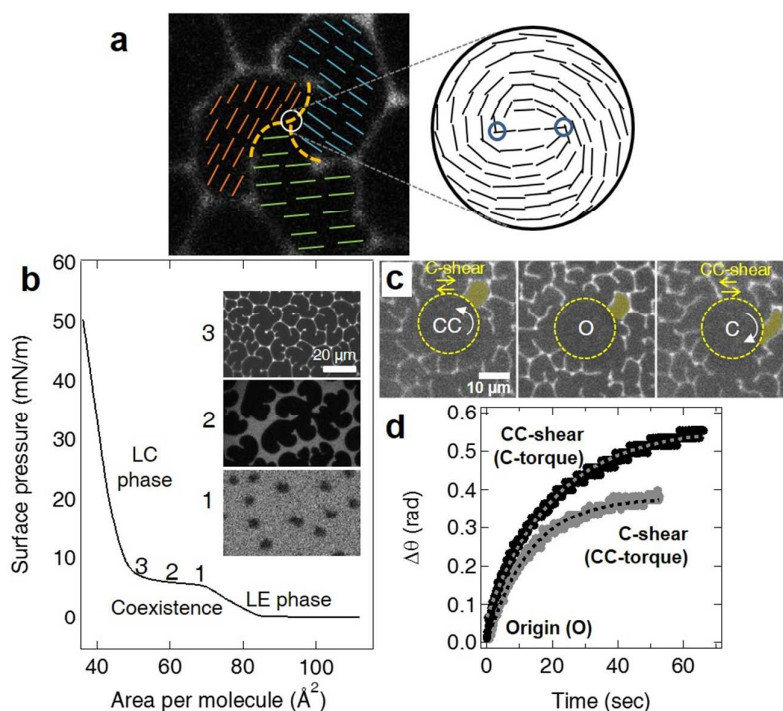 a
b
60
50
40
30
20
10
0
Surface pressure (mN/m)
LC
phase
3
20 µm
2
1
3 2 1
Coexistence
LE phase
40 60 80 100
Area per molecule (Å²)
c
C-shear
CC
10 µm
O
CC-shear
C
d
0.6
0.5
0.4
0.3
0.2
0.1
0.0
Δθ (rad)
CC-shear
(C-torque)
C-shear
(CC-torque)
Origin (O)
0 20 40 60
Time (sec)